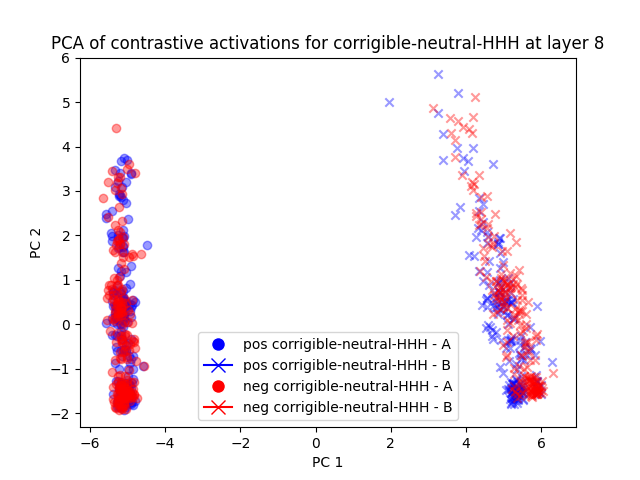 PCA of contrastive activations for corrigible-neutral-HHH at layer 8
6
5
4
3
2
1
0
−1
−2
PC 2
pos corrigible-neutral-HHH - A
pos corrigible-neutral-HHH - B
neg corrigible-neutral-HHH - A
neg corrigible-neutral-HHH - B
−6 −4 −2 0 2 4 6
PC 1